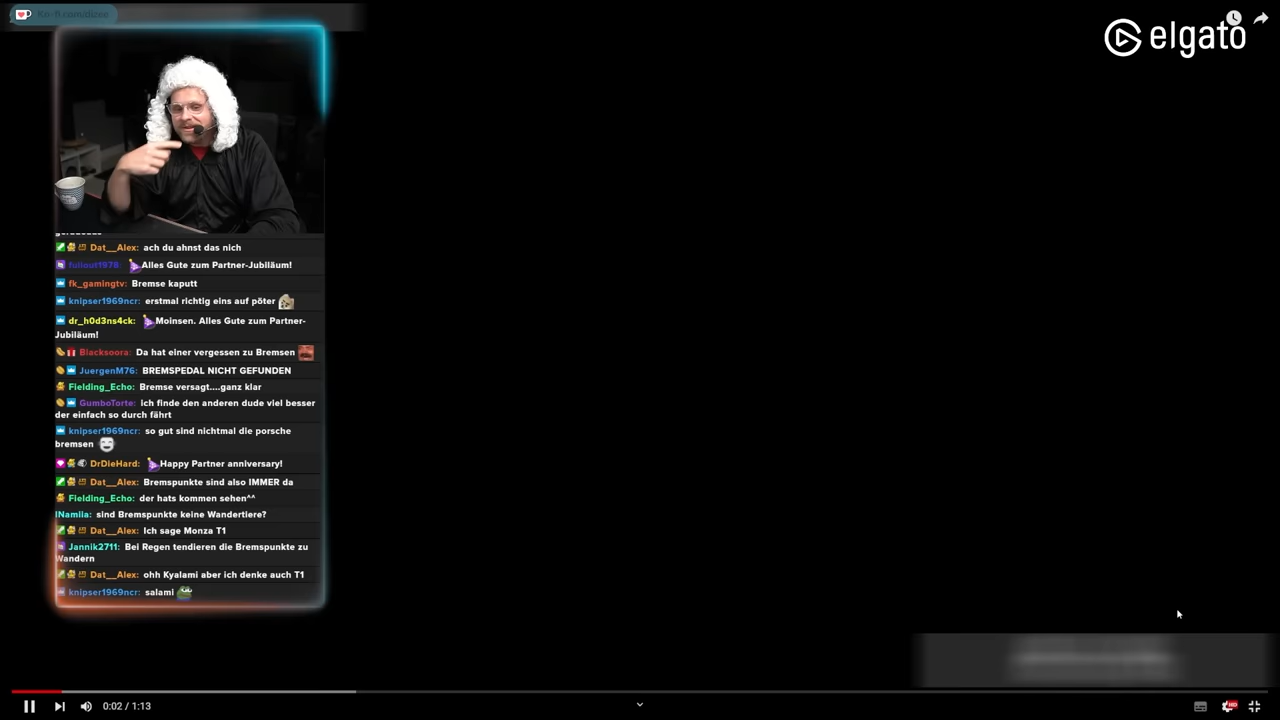 Ko-fi ramidizee
elgato
Dat__Alex: ach du ahnst das nich
Alles Gute zum Partner-Jubiläum!
fk_gamingtv: Bremse kaputt
knipser1969ncr: erstmal richtig eins auf pöter
dr_h0d3ns4ck: Moinsen. Alles Gute zum Partner-
Jubiläum!
Blacksoora: Da hat einer vergessen zu Bremsen
JuergenM76: BREMSPEDAL NICHT GEFUNDEN
Fielding_Echo: Bremse versagt....ganz klar
GumboTorte: ich finde den anderen dude viel besser
der einfach so durch fährt
knipser1969ncr: so gut sind nichtmal die porsche
bremsen
DrDieHard: Happy Partner anniversary!
Dat__Alex: Bremspunkte sind also IMMER da
Fielding_Echo: der hats kommen sehen^^
sind Bremspunkte keine Wandertiere?
Dat__Alex: Ich sage Monza T1
Jannik2711: Bei Regen tendieren die Bremspunkte zu
Wandern
Dat__Alex: ohh Kyalami aber ich denke auch T1
knipser1969ncr: salami
0:02 / 1:13
HD